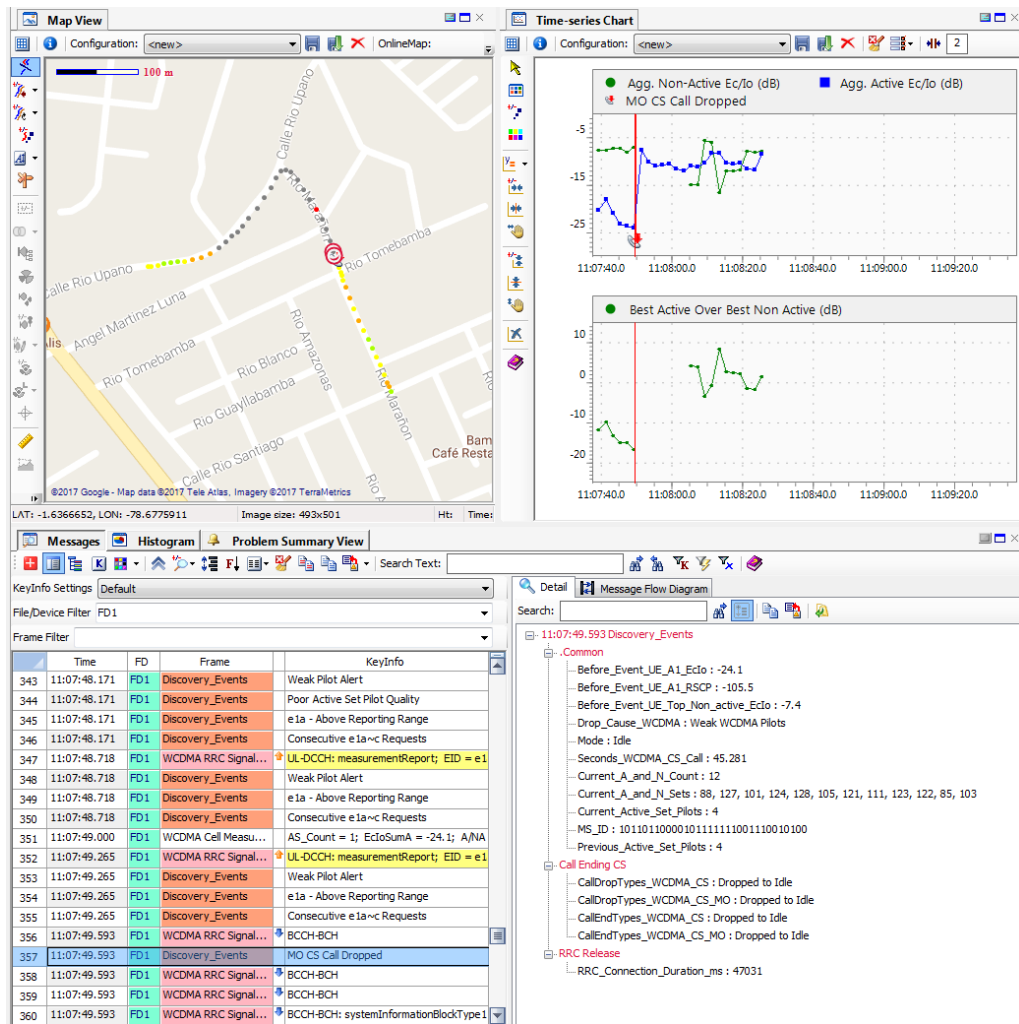 Map View
Configuration: <new> OnlineMap:
100 m
Calle Rio Upano
Rio Marañon
Rio Tomebamba
Calle Rio Upano
Angel Martinez Luna
Alis
Rio Tomebamba
Rio Amazonas
Rio Blanco
Rio Guayllabamba
Rio Marañon
Rio
Calle Rio Santiago
Bam
Café Resta
Rio A
©2017 Google - Map data ©2017 Tele Atlas, Imagery ©2017 TerraMetrics
LAT: -1.6366652, LON: -78.6775911 Image size: 493x501 Ht: Time:
Time-series Chart
Configuration: <new> 2
Agg. Non-Active Ec/Io (dB) Agg. Active Ec/Io (dB)
MO CS Call Dropped
-5
-15
-25
11:07:40.0 11:08:00.0 11:08:20.0 11:08:40.0 11:09:00.0 11:09:20.0
Best Active Over Best Non Active (dB)
10
0
-10
-20
11:07:40.0 11:08:00.0 11:08:20.0 11:08:40.0 11:09:00.0 11:09:20.0
Messages Histogram Problem Summary View
Search Text:
KeyInfo Settings Default
File/Device Filter FD1
Frame Filter
Time FD Frame KeyInfo
343 11:07:48.171 FD1 Discovery_Events Weak Pilot Alert
344 11:07:48.171 FD1 Discovery_Events Poor Active Set Pilot Quality
345 11:07:48.171 FD1 Discovery_Events e1a - Above Reporting Range
346 11:07:48.171 FD1 Discovery_Events Consecutive e1a~c Requests
347 11:07:48.718 FD1 WCDMA RRC Signal... UL-DCCH: measurementReport; EID = e1
348 11:07:48.718 FD1 Discovery_Events Weak Pilot Alert
349 11:07:48.718 FD1 Discovery_Events e1a - Above Reporting Range
350 11:07:48.718 FD1 Discovery_Events Consecutive e1a~c Requests
351 11:07:49.000 FD1 WCDMA Cell Measu... AS_Count = 1; EcIoSumA = -24.1; A/NA
352 11:07:49.265 FD1 WCDMA RRC Signal... UL-DCCH: measurementReport; EID = e1
353 11:07:49.265 FD1 Discovery_Events Weak Pilot Alert
354 11:07:49.265 FD1 Discovery_Events e1a - Above Reporting Range
355 11:07:49.265 FD1 Discovery_Events Consecutive e1a~c Requests
356 11:07:49.593 FD1 WCDMA RRC Signal... BCCH-BCH
357 11:07:49.593 FD1 Discovery_Events MO CS Call Dropped
358 11:07:49.593 FD1 WCDMA RRC Signal... BCCH-BCH
359 11:07:49.593 FD1 WCDMA RRC Signal... BCCH-BCH
360 11:07:49.593 FD1 WCDMA RRC Signal... BCCH-BCH: systemInformationBlockType1
Detail Message Flow Diagram
Search:
11:07:49.593 Discovery_Events
.Common
Before_Event_UE_A1_EcIo : -24.1
Before_Event_UE_A1_RSCP : -105.5
Before_Event_UE_Top_Non_active_EcIo : -7.4
Drop_Cause_WCDMA : Weak WCDMA Pilots
Mode : Idle
Seconds_WCDMA_CS_Call : 45.281
Current_A_and_N_Count : 12
Current_A_and_N_Sets : 88, 127, 101, 124, 128, 105, 121, 111, 123, 122, 85, 103
Current_Active_Set_Pilots : 4
MS_ID : 10110110000101111111001110010100
Previous_Active_Set_Pilots : 4
Call Ending CS
CallDropTypes_WCDMA_CS : Dropped to Idle
CallDropTypes_WCDMA_CS_MO : Dropped to Idle
CallEndTypes_WCDMA_CS : Dropped to Idle
CallEndTypes_WCDMA_CS_MO : Dropped to Idle
RRC Release
RRC_Connection_Duration_ms : 47031